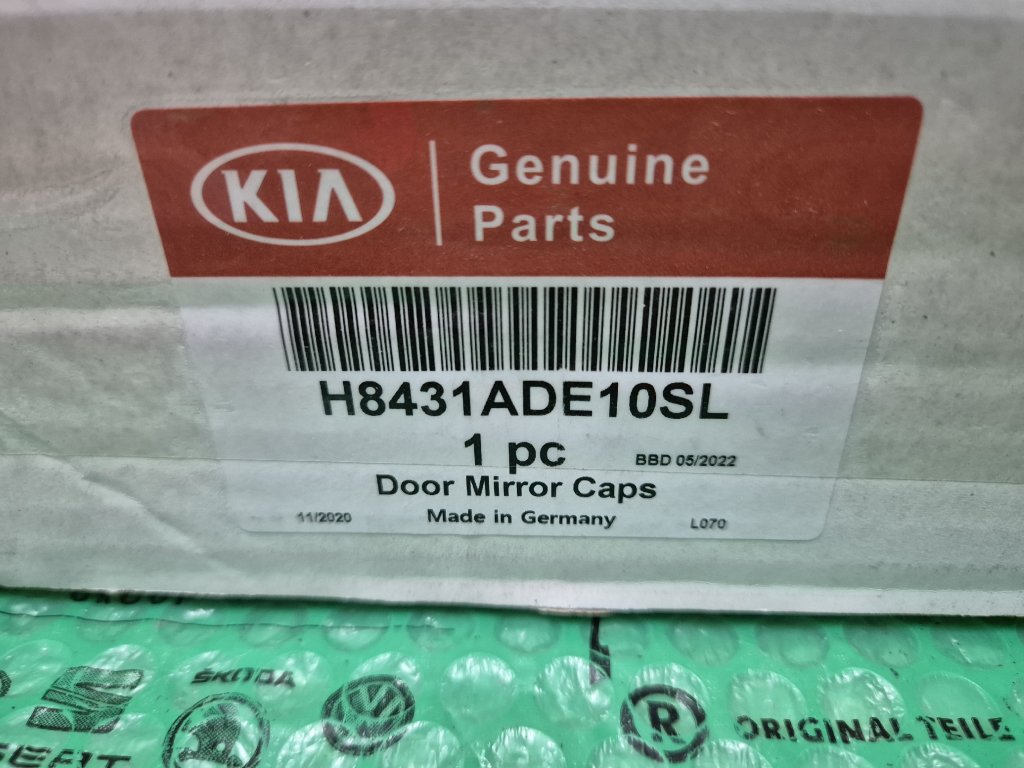 KIA
Genuine
Parts
H8431ADE10SL
1 pc
BBD 05/2022
Door Mirror Caps
11/2020
Made in Germany
L070
ŠKODA
SEAT
R
ORIGINAL TEILE